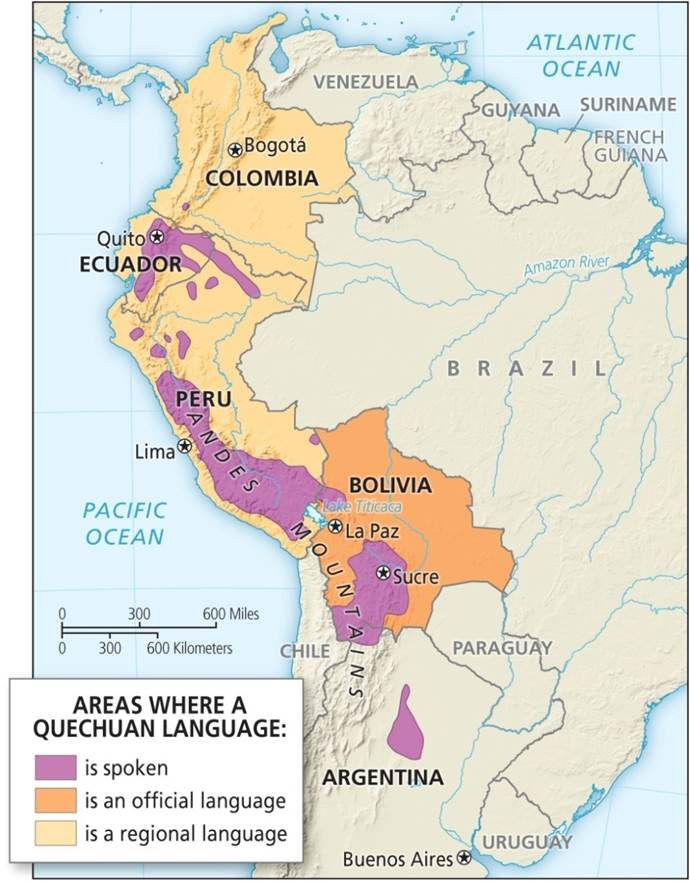 ATLANTIC
OCEAN
VENEZUELA
GUYANA
SURINAME
FRENCH
GUIANA
Bogotá
COLOMBIA
Quito
ECUADOR
Amazon River
BRAZIL
PERU
Lima
ANDES MOUNTAINS
BOLIVIA
Lake Titicaca
La Paz
PACIFIC
OCEAN
Sucre
0 300 600 Miles
0 300 600 Kilometers
CHILE
PARAGUAY
AREAS WHERE A
QUECHUAN LANGUAGE:
is spoken
is an official language
is a regional language
ARGENTINA
URUGUAY
Buenos Aires